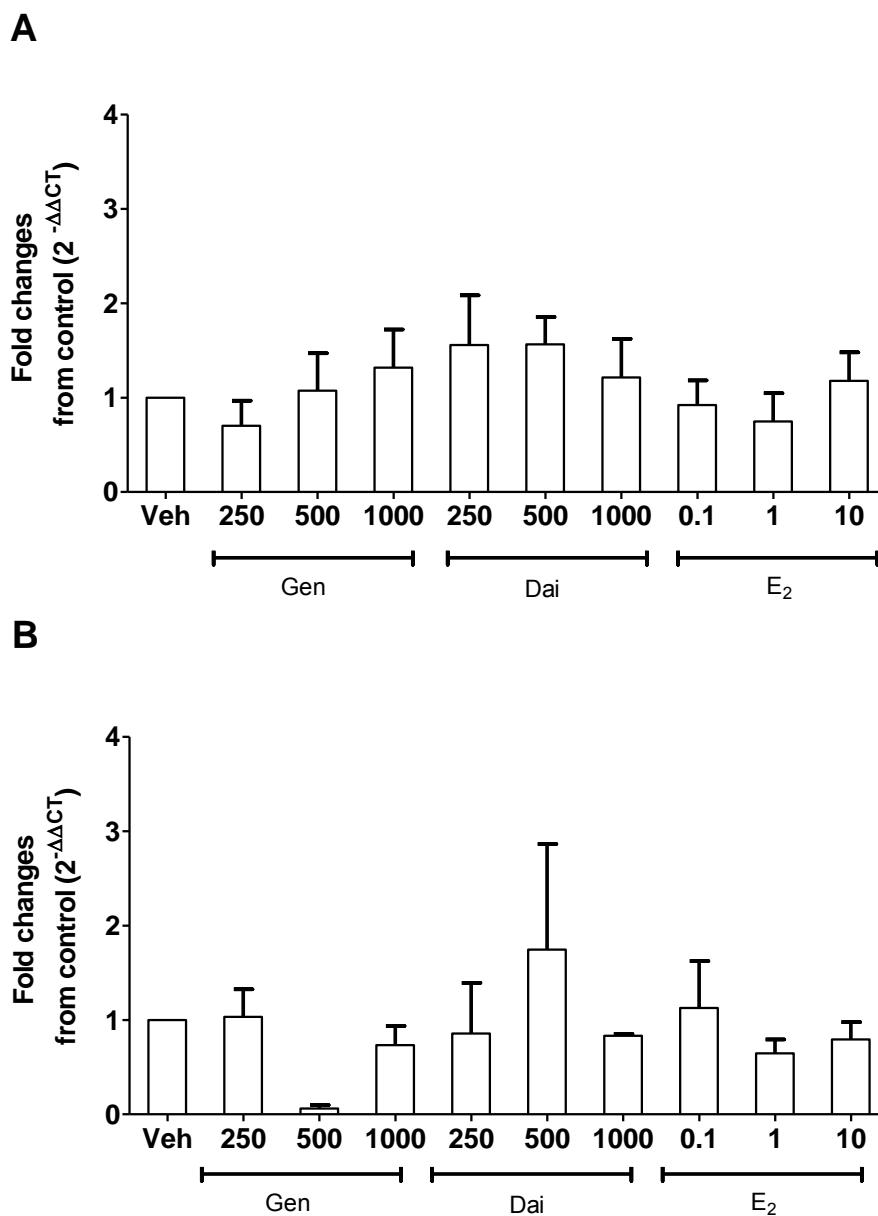 A
Fold changes
from control (2 -ΔΔCT)
4
3
2
1
0
Veh 250 500 1000 250 500 1000 0.1 1 10
Gen Dai E2
B
Fold changes
from control (2-ΔΔCT)
4
3
2
1
0
Veh 250 500 1000 250 500 1000 0.1 1 10
Gen Dai E2